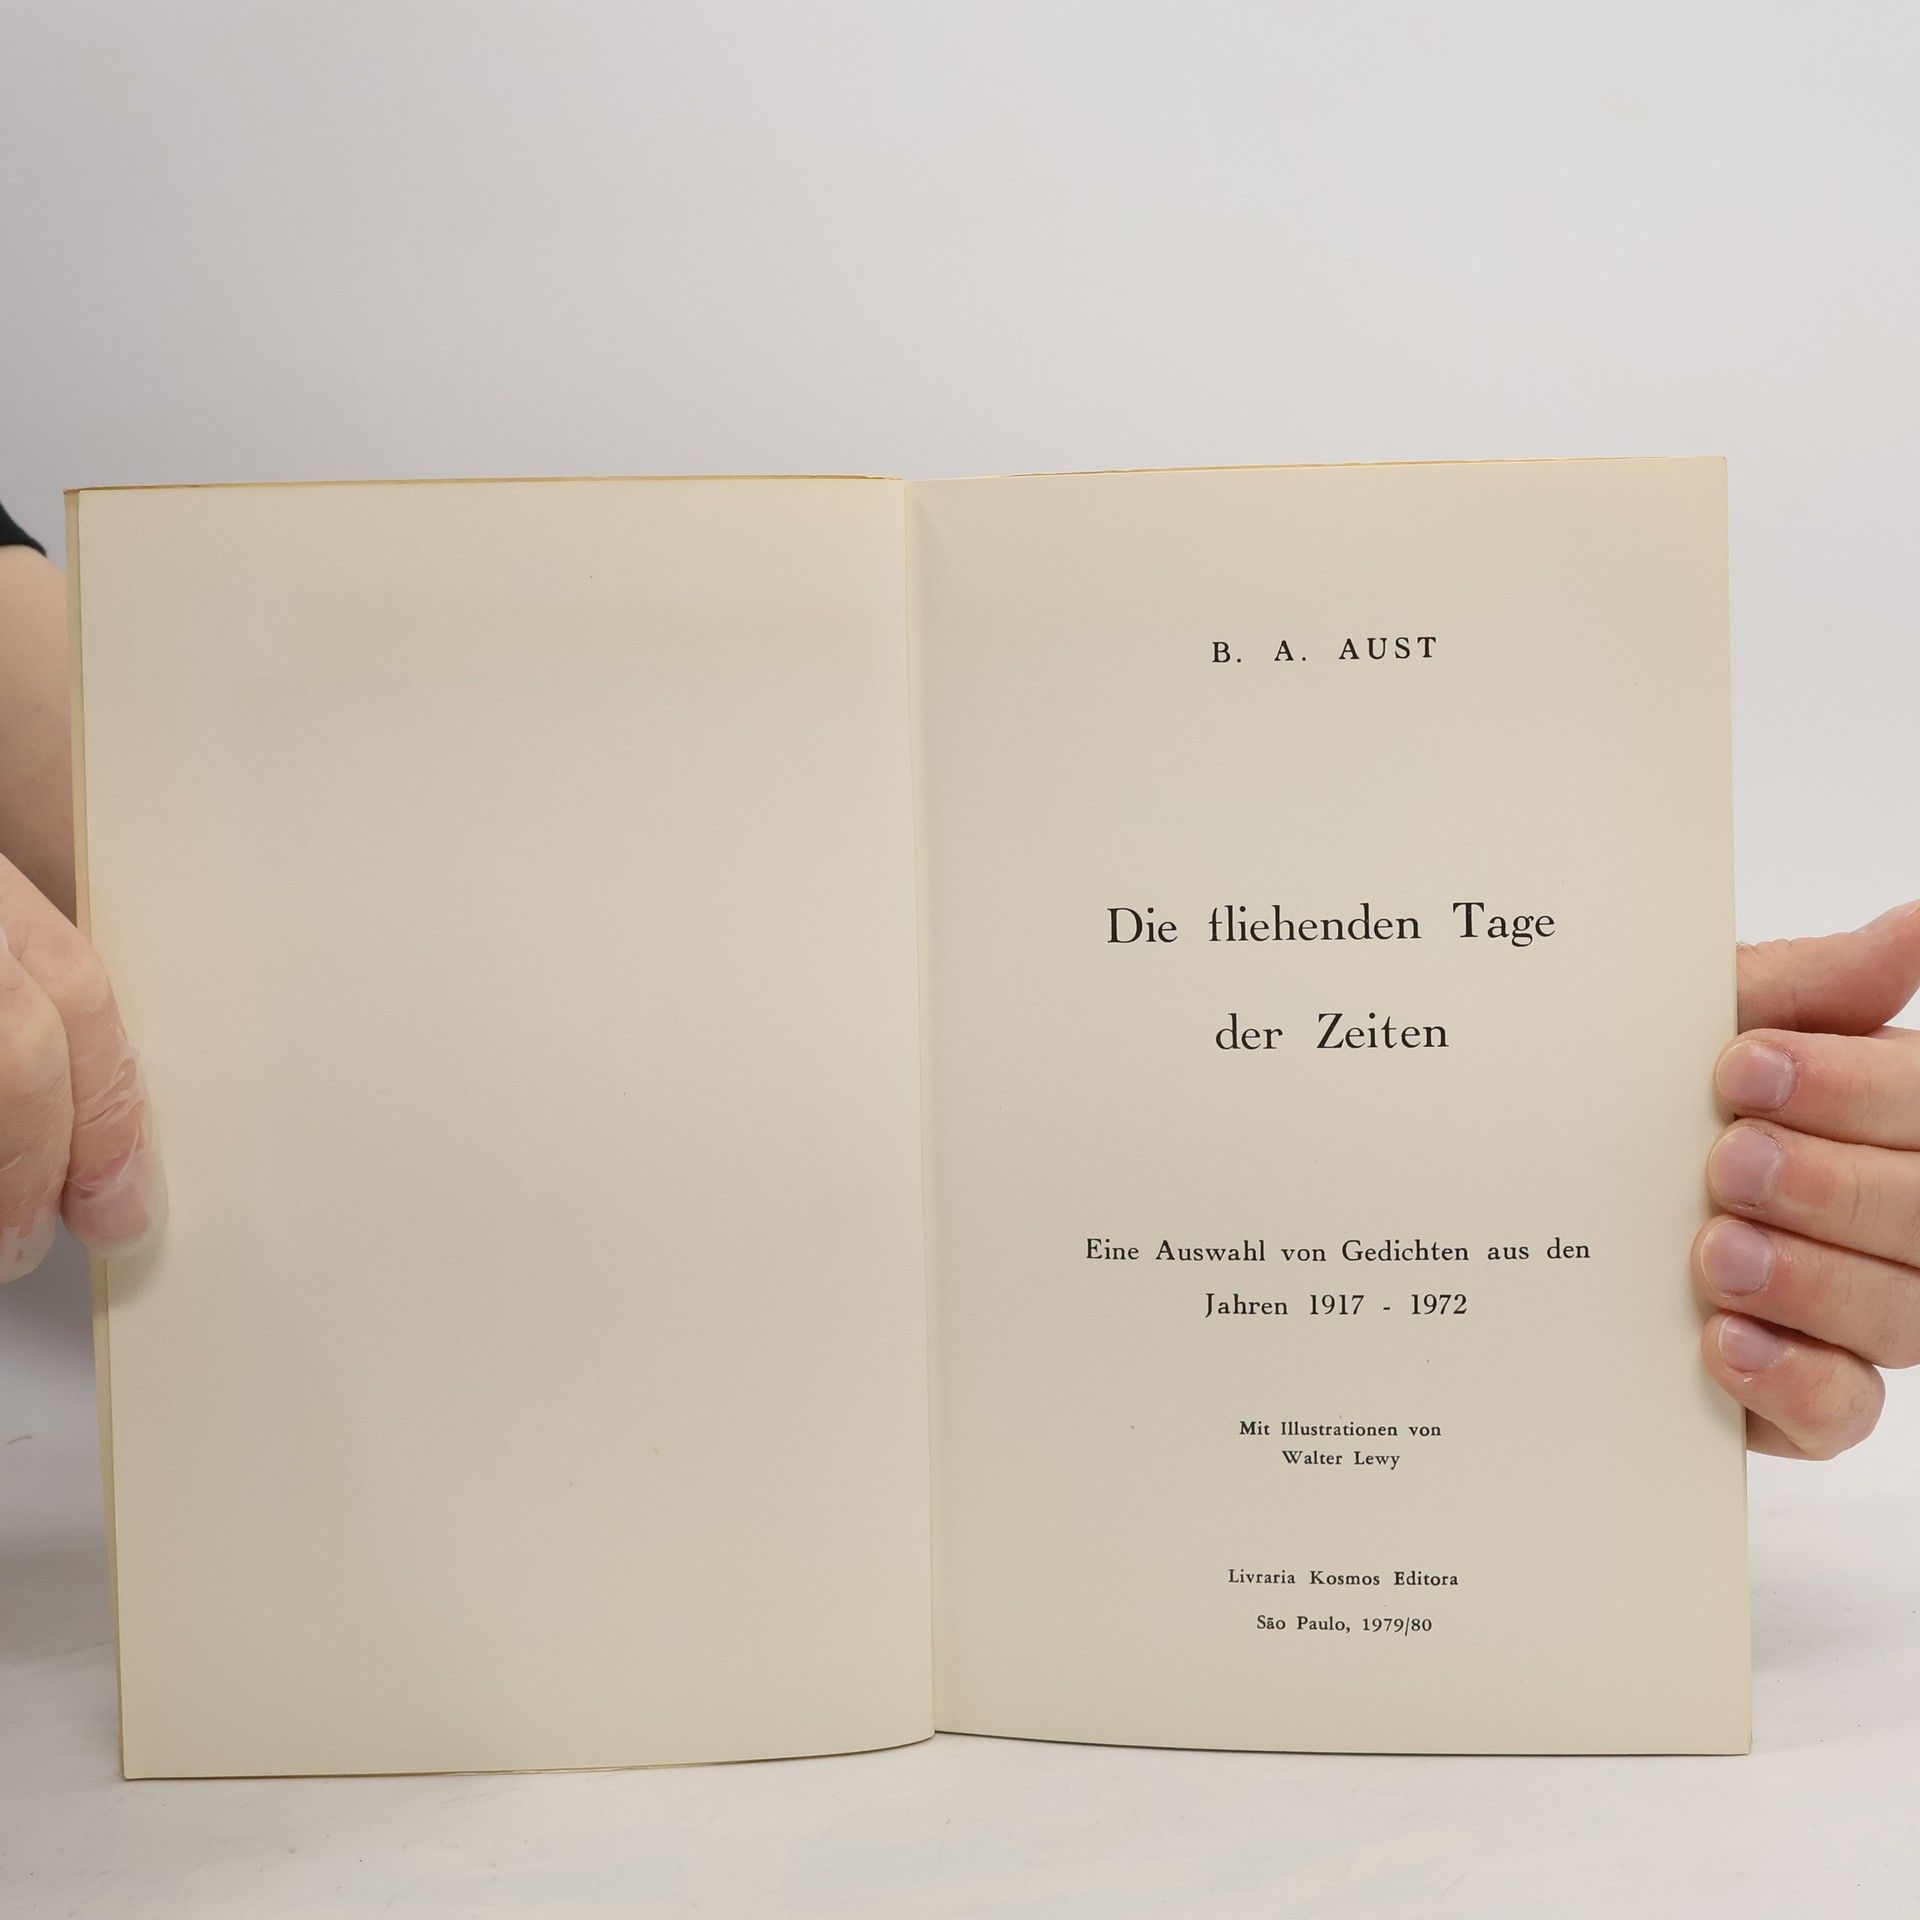 B. A. AUST
Die fliehenden Tage
der Zeiten
Eine Auswahl von Gedichten aus den
Jahren 1917 - 1972
Mit Illustrationen von
Walter Lewy
Livraria Kosmos Editora
São Paulo, 1979/80